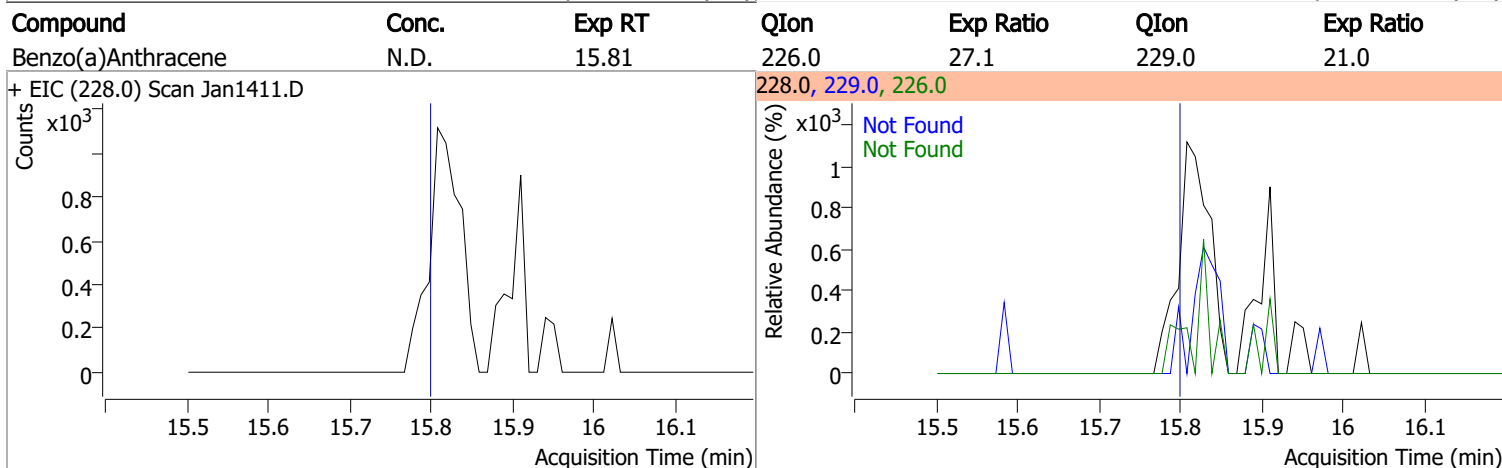 Compound Conc. Exp RT QIon Exp Ratio QIon Exp Ratio
Benzo(a)Anthracene N.D. 15.81 226.0 27.1 229.0 21.0
+ EIC (228.0) Scan Jan1411.D
Counts
x10³
0.8
0.6
0.4
0.2
0
15.5 15.6 15.7 15.8 15.9 16 16.1
Acquisition Time (min)
228.0, 229.0, 226.0
Relative Abundance (%)
x10³
Not Found
Not Found
1
0.8
0.6
0.4
0.2
0
15.5 15.6 15.7 15.8 15.9 16 16.1
Acquisition Time (min)